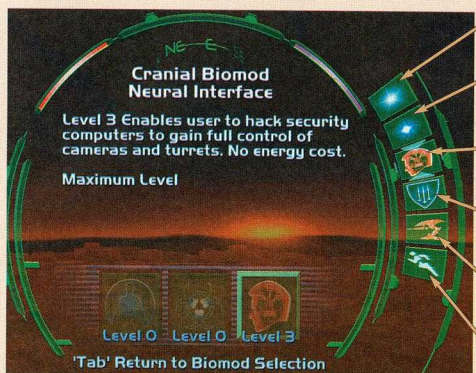 NE E
Cranial Biomod
Neural Interface
Level 3 Enables user to hack security
computers to gain full control of
cameras and turrets. No energy cost.
Maximum Level
Level 0 Level 0 Level 3
'Tab' Return to Biomod Selection